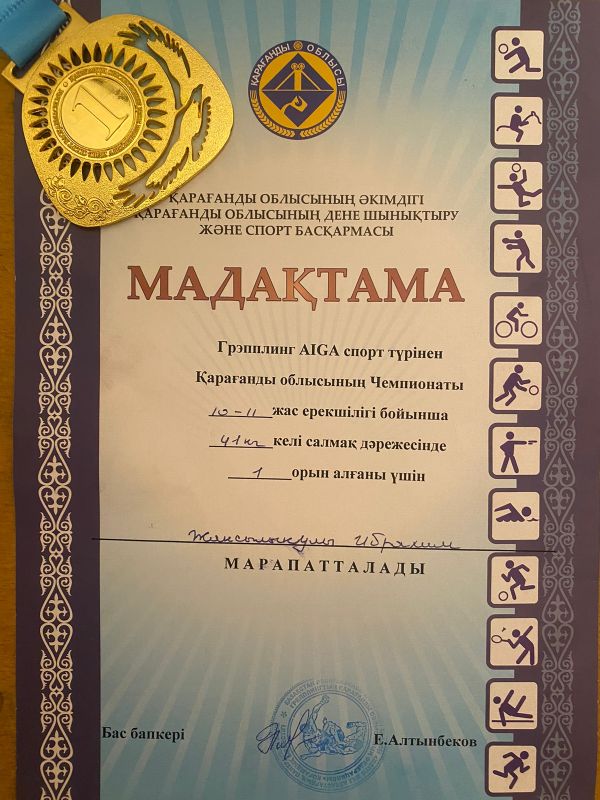 1
ҚАРАҒАНДЫ ОБЛЫСЫ
ҚАРАҒАНДЫ ОБЛЫСЫНЫҢ ӘКІМДІГІ
ҚАРАҒАНДЫ ОБЛЫСЫНЫҢ ДЕНЕ ШЫНЫҚТЫРУ
ЖӘНЕ СПОРТ БАСҚАРМАСЫ
МАДАҚТАМА
Грэпплинг AIGA спорт түрінен
Қарағанды облысының Чемпионаты
10-11 жас ерекшілігі бойынша
41кг келі салмақ дәрежесінде
1 орын алғаны үшін
Жаксылыкулы Ибрахим
МАРАПАТТАЛАДЫ
Бас бапкері
Е.Алтынбеков